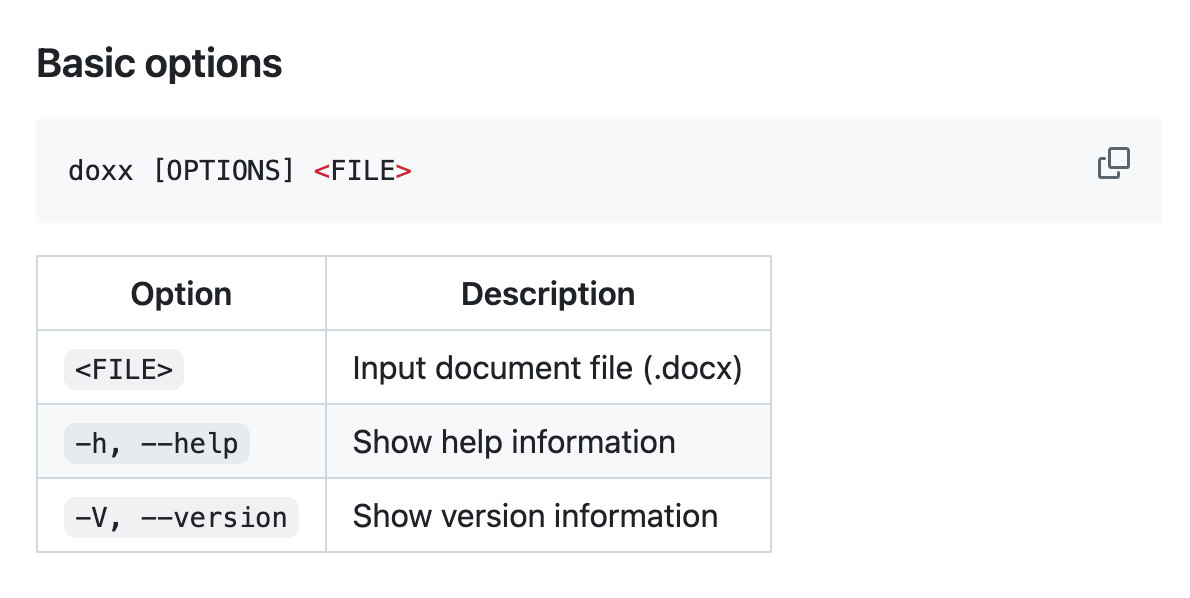 Basic options
doxx [OPTIONS] <FILE>
Option Description
<FILE> Input document file (.docx)
-h, --help Show help information
-V, --version Show version information